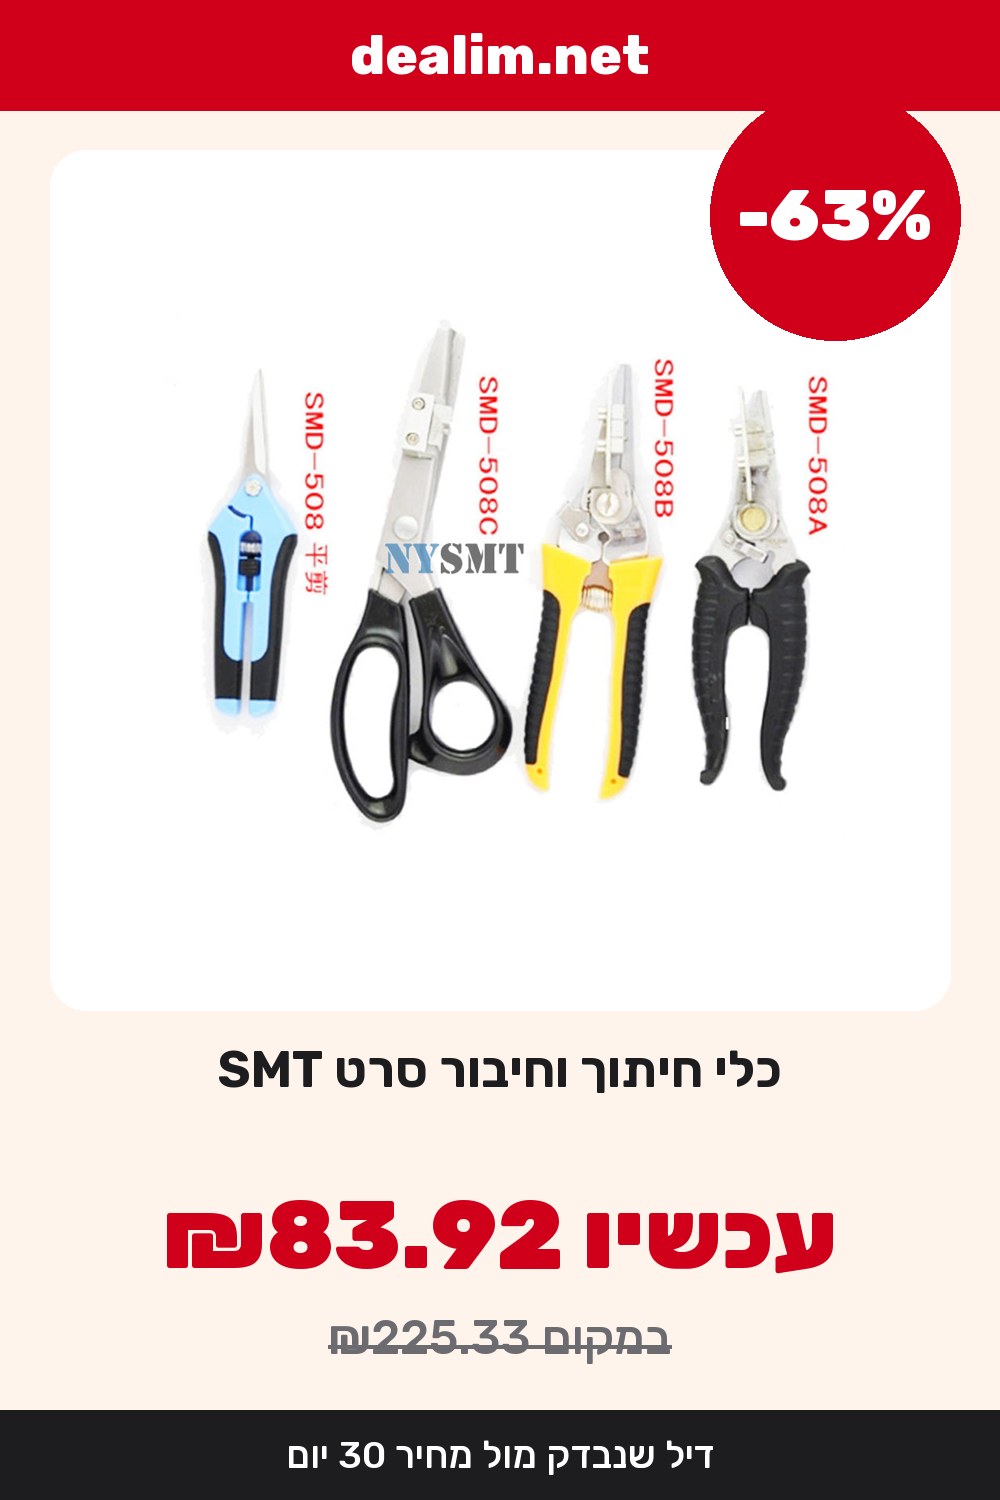 dealim.net
-63%
SMD-508 平剪
SMD-508C
SMD-508B
SMD-508A
NYSMT
כלי חיתוך וחיבור סרט SMT
עכשיו 83.92₪
במקום 225.33₪
דיל שנבדק מול מחיר 30 יום